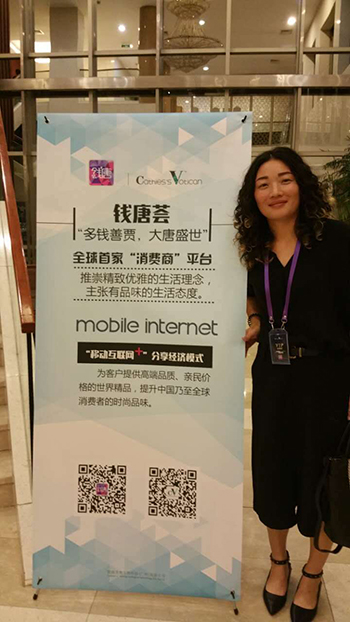 钱唐
Cathies's Vatican
钱唐荟
“多钱善贾，大唐盛世”
全球首家“消费商”平台
推崇精致优雅的生活理念，
主张有品味的生活态度。
mobile internet
“移动互联网+”分享经济模式
为客户提供高端品质、亲民价
格的世界精品，提升中国乃至全球
消费者的时尚品味。